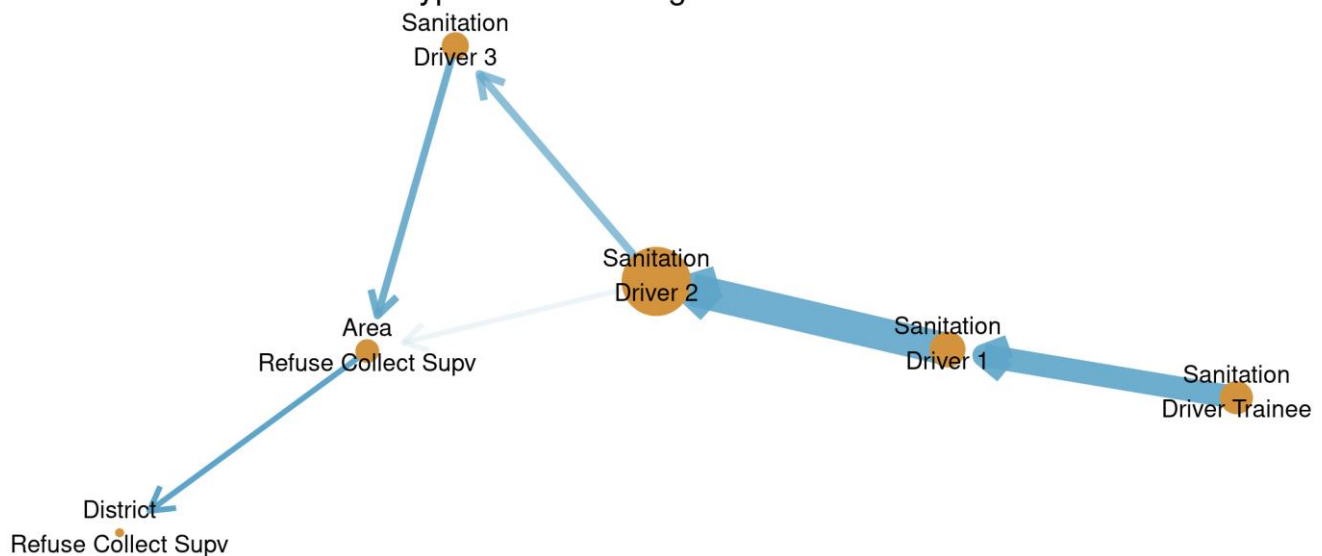 Sanitation
Driver 3
Sanitation
Driver 2
Sanitation
Driver 1
Area
Refuse Collect Supv
Sanitation
Driver Trainee
District
Refuse Collect Supv